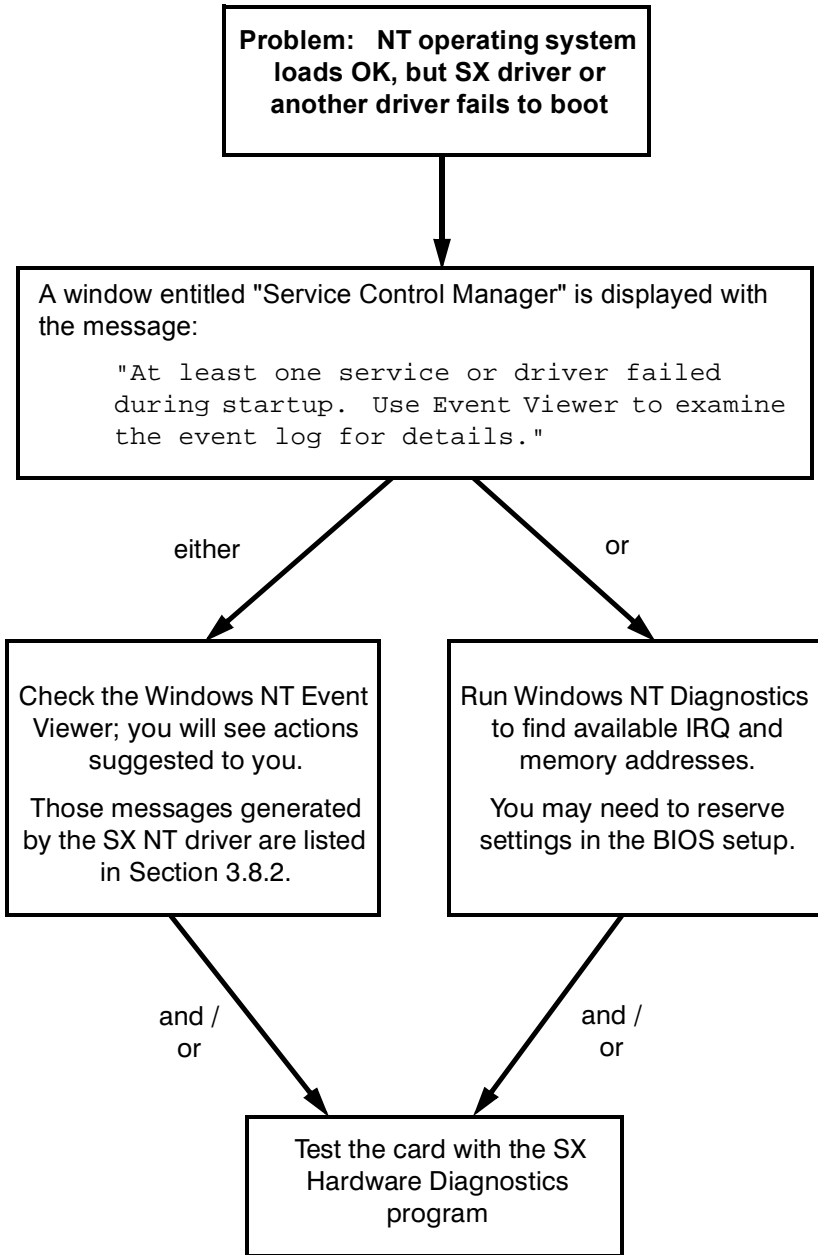 Problem: NT operating system
loads OK, but SX driver or
another driver fails to boot
A window entitled "Service Control Manager" is displayed with
the message:
"At least one service or driver failed
during startup. Use Event Viewer to examine
the event log for details."
either
or
Check the Windows NT Event
Viewer; you will see actions
suggested to you.
Those messages generated
by the SX NT driver are listed
in Section 3.8.2.
Run Windows NT Diagnostics
to find available IRQ and
memory addresses.
You may need to reserve
settings in the BIOS setup.
and /
or
and /
or
Test the card with the SX
Hardware Diagnostics
program